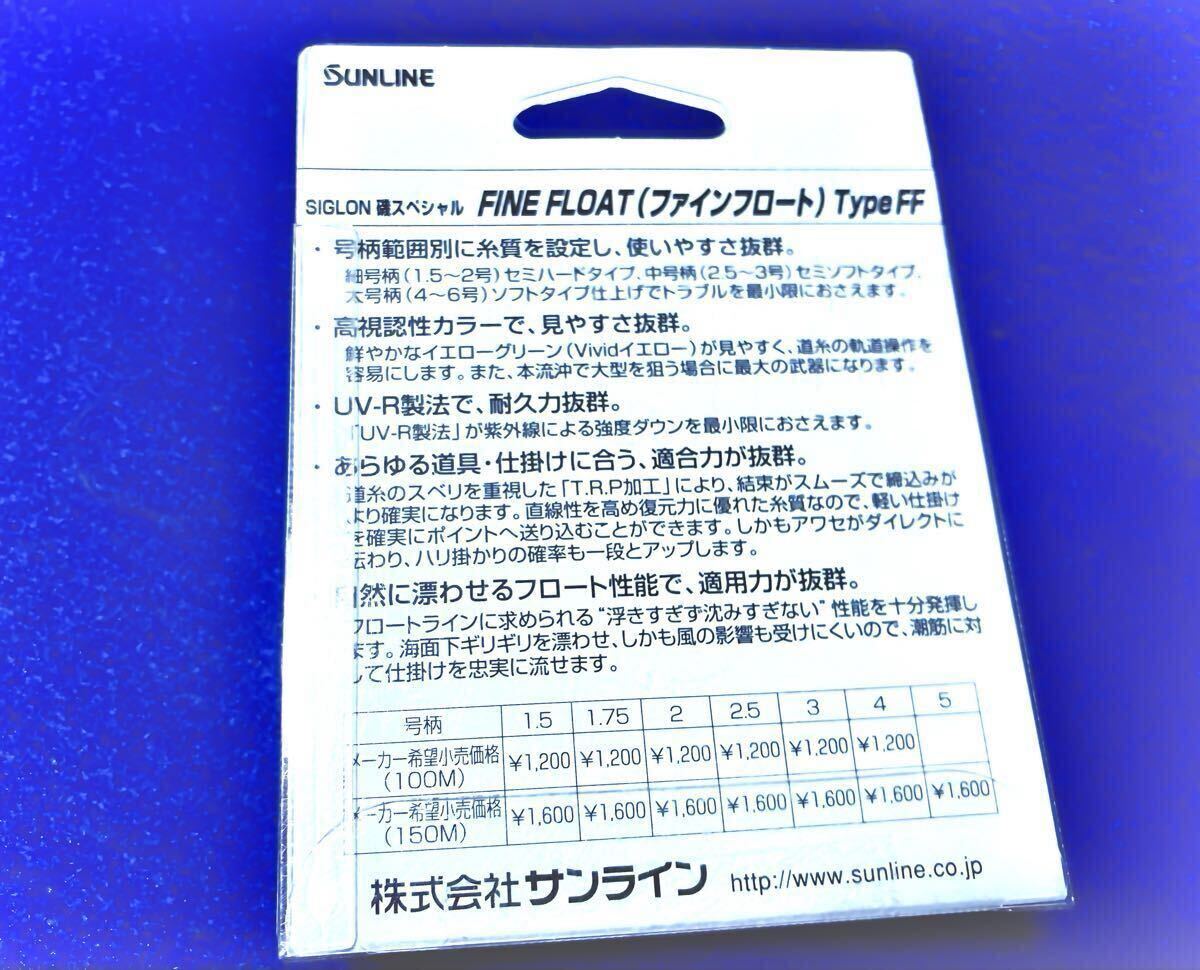 SUNLINE
SIGLON 磯スペシャル FINE FLOAT(ファインフロート) Type FF
・号柄範囲別に糸質を設定し、使いやすさ抜群。
細号柄(1.5〜2号)セミハードタイプ、中号柄(2.5〜3号)セミソフトタイプ、
太号柄(4〜6号)ソフトタイプ仕上げでトラブルを最小限におさえます。
・高視認性カラーで、見やすさ抜群。
鮮やかなイエローグリーン(Vividイエロー)が見やすく、道糸の軌道操作を
容易にします。また、本流沖で大型を狙う場合に最大の武器になります。
・UV-R製法で、耐久力抜群。
「UV-R製法」が紫外線による強度ダウンを最小限におさえます。
・あらゆる道具・仕掛けに合う、適合力が抜群。
道糸のスベリを重視した「T.R.P加工」により、結束がスムーズで締込みが
より確実になります。直線性を高め復元力に優れた糸質なので、軽い仕掛け
を確実にポイントへ送り込むことができます。しかもアワセがダイレクトに
伝わり、ハリ掛かりの確率も一段とアップします。
自然に漂わせるフロート性能で、適用力が抜群。
フロートラインに求められる“浮きすぎず沈みすぎない”性能を十分発揮し
ます。海面下ギリギリを漂わせ、しかも風の影響も受けにくいので、潮筋に対
して仕掛けを忠実に流せます。
号柄 1.5 1.75 2 2.5 3 4 5
メーカー希望小売価格 ¥1,200 ¥1,200 ¥1,200 ¥1,200 ¥1,200 ¥1,200
(100M)
メーカー希望小売価格 ¥1,600 ¥1,600 ¥1,600 ¥1,600 ¥1,600 ¥1,600 ¥1,600
(150M)
株式会社サンライン http://www.sunline.co.jp